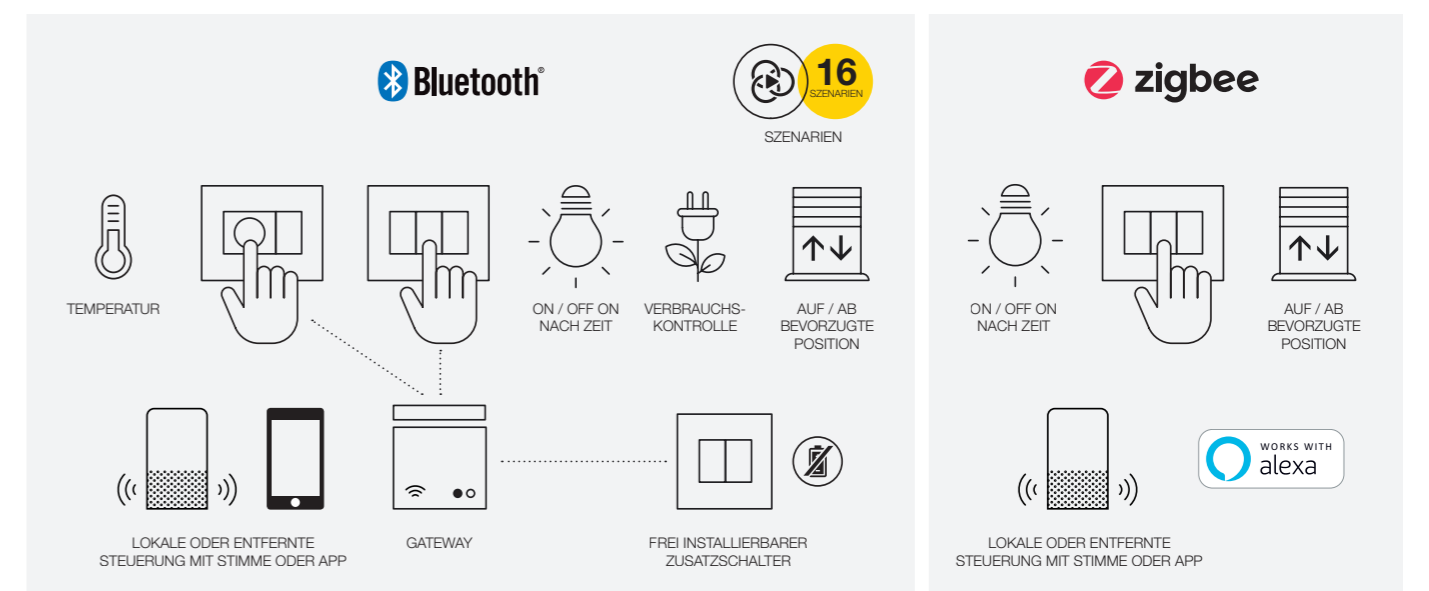 Bluetooth®
16
SZENARIEN
SZENARIEN
TEMPERATUR
ON / OFF ON
NACH ZEIT
VERBRAUCHS-
KONTROLLE
AUF / AB
BEVORZUGTE
POSITION
LOKALE ODER ENTFERNTE
STEUERUNG MIT STIMME ODER APP
GATEWAY
FREI INSTALLIERBARER
ZUSATZSCHALTER
zigbee
ON / OFF ON
NACH ZEIT
AUF / AB
BEVORZUGTE
POSITION
WORKS WITH
alexa
LOKALE ODER ENTFERNTE
STEUERUNG MIT STIMME ODER APP